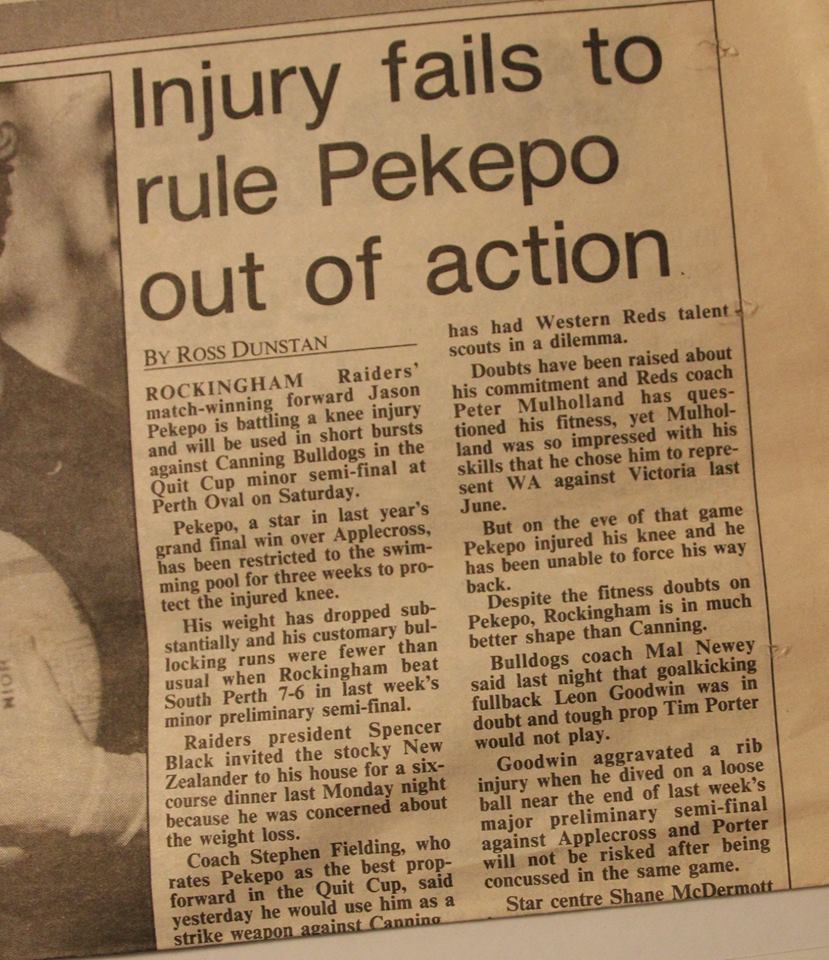 Injury fails to
rule Pekepo
out of action
BY ROSS DUNSTAN
ROCKINGHAM Raiders'
match-winning forward Jason
Pekepo is battling a knee injury
and will be used in short bursts
against Canning Bulldogs in the
Quit Cup minor semi-final at
Perth Oval on Saturday.
Pekepo, a star in last year's
grand final win over Applecross,
has been restricted to the swim-
ming pool for three weeks to pro-
tect the injured knee.
His weight has dropped sub-
stantially and his customary bul-
locking runs were fewer than
usual when Rockingham beat
South Perth 7-6 in last week's
minor preliminary semi-final.
Raiders president Spencer
Black invited the stocky New
Zealander to his house for a six-
course dinner last Monday night
because he was concerned about
the weight loss.
Coach Stephen Fielding, who
rates Pekepo as the best prop-
forward in the Quit Cup, said
yesterday he would use him as a
strike weapon against Canning
has had Western Reds talent
scouts in a dilemma.
Doubts have been raised about
his commitment and Reds coach
Peter Mulholland has ques-
tioned his fitness, yet Mulhol-
land was so impressed with his
skills that he chose him to repre-
sent WA against Victoria last
June.
But on the eve of that game
Pekepo injured his knee and he
has been unable to force his way
back.
Despite the fitness doubts on
Pekepo, Rockingham is in much
better shape than Canning.
Bulldogs coach Mal Newey
said last night that goalkicking
fullback Leon Goodwin was in
doubt and tough prop Tim Porter
would not play.
Goodwin aggravated a rib
injury when he dived on a loose
ball near the end of last week's
major preliminary semi-final
against Applecross and Porter
will not be risked after being
concussed in the same game.
Star centre Shane McDermott